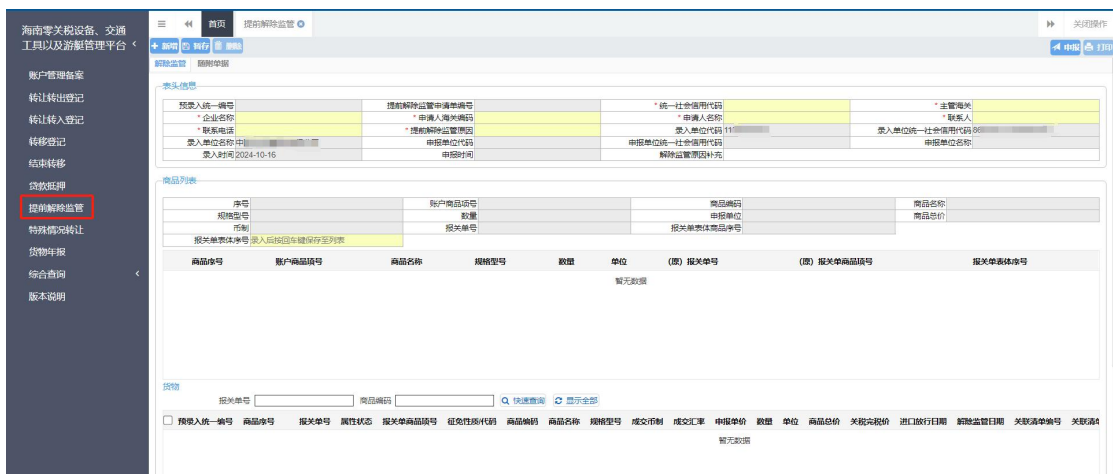 海南零关税设备、交通
工具以及游艇管理平台
账户管理备案
转让转出登记
转让转入登记
转移登记
结束转移
贷款抵押
提前解除监管
特殊情况转让
货物年报
综合查询
版本说明
首页 提前解除监管 关闭操作
新增 暂存 删除 申报 打印
解除监管 随附单据
表头信息
预录入统一编号 提前解除监管申请单编号 * 统一社会信用代码 * 主管海关
* 企业名称 * 申请人海关编码 * 申请人名称 * 联系人
* 联系电话 * 提前解除监管原因 录入单位代码 11 录入单位统一社会信用代码
录入单位名称 中 申报单位代码 申报单位统一社会信用代码 申报单位名称
录入时间 2024-10-16 申报时间 解除监管原因补充
商品列表
序号 账户商品项号 商品编码 商品名称
规格型号 数量 申报单位 商品总价
币制 报关单号 报关单表体商品序号
报关单表体序号 录入后按回车键保存至列表
商品序号 账户商品项号 商品名称 规格型号 数量 单位 (原) 报关单号 (原) 报关单商品项号 报关单表体序号
暂无数据
货物
报关单号 商品编码 快速查询 显示全部
预录入统一编号 商品序号 报关单号 属性状态 报关单商品项号 征免性质代码 商品编码 商品名称 规格型号 成交币制 成交汇率 申报单价 数量 单位 商品总价 关税完税价 进口放行日期 解除监管日期 关联清单编号 关联清单
暂无数据